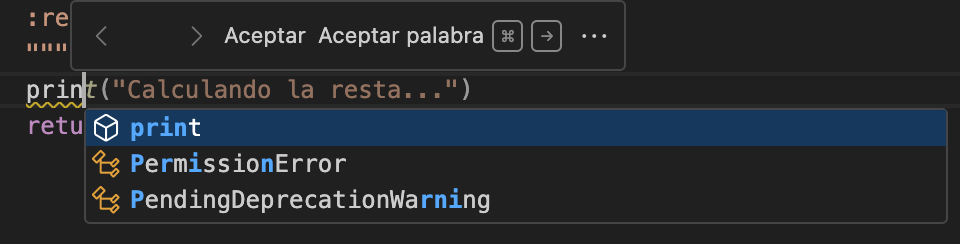 :re
Aceptar Aceptar palabra ⌘ → ...
"""
print("Calculando la resta...")
retu
print
PermissionError
PendingDeprecationWarning